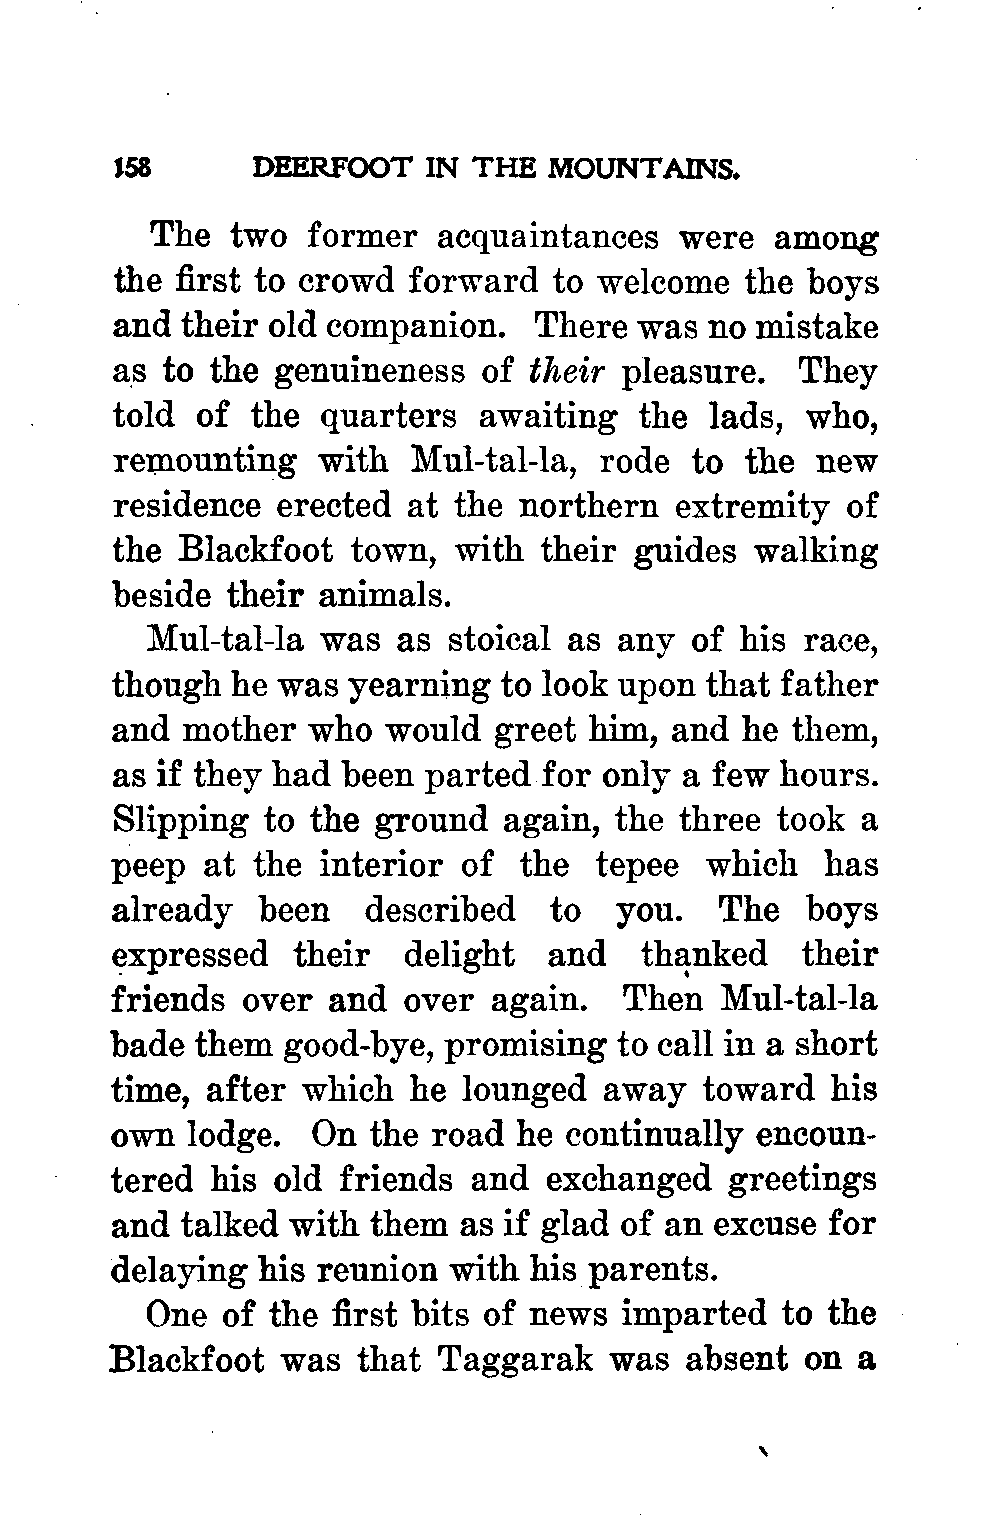 158 DEERFOOT IN THE MOUNTAINS.
The two former acquaintances were among
the first to crowd forward to welcome the boys
and their old companion. There was no mistake
as to the genuineness of their pleasure. They
told of the quarters awaiting the lads, who,
remounting with Mul-tal-la, rode to the new
residence erected at the northern extremity of
the Blackfoot town, with their guides walking
beside their animals.
Mul-tal-la was as stoical as any of his race,
though he was yearning to look upon that father
and mother who would greet him, and he them,
as if they had been parted for only a few hours.
Slipping to the ground again, the three took a
peep at the interior of the tepee which has
already been described to you. The boys
expressed their delight and thanked their
friends over and over again. Then Mul-tal-la
bade them good-bye, promising to call in a short
time, after which he lounged away toward his
own lodge. On the road he continually encoun-
tered his old friends and exchanged greetings
and talked with them as if glad of an excuse for
delaying his reunion with his parents.
One of the first bits of news imparted to the
Blackfoot was that Taggarak was absent on a